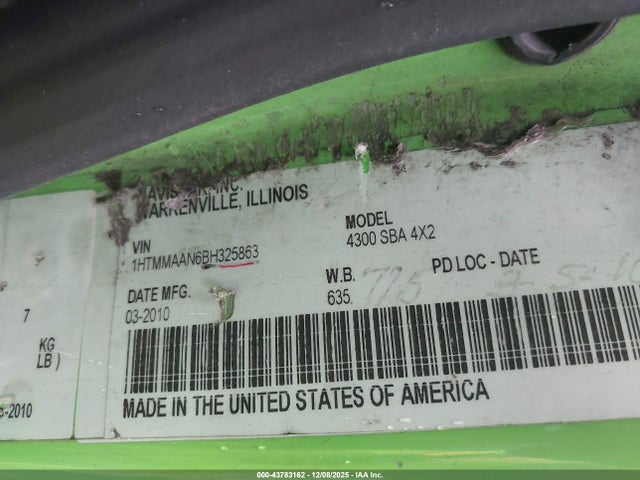 INC.
WARRENVILLE, ILLINOIS
VIN
1HTMMAAN6BH325863
MODEL
4300 SBA 4X2
DATE MFG.
03-2010
W.B.
635.
PD LOC - DATE
7
KG
LB )
-2010
MADE IN THE UNITED STATES OF AMERICA
000-43783162 • 12/08/2025 • IAA Inc.